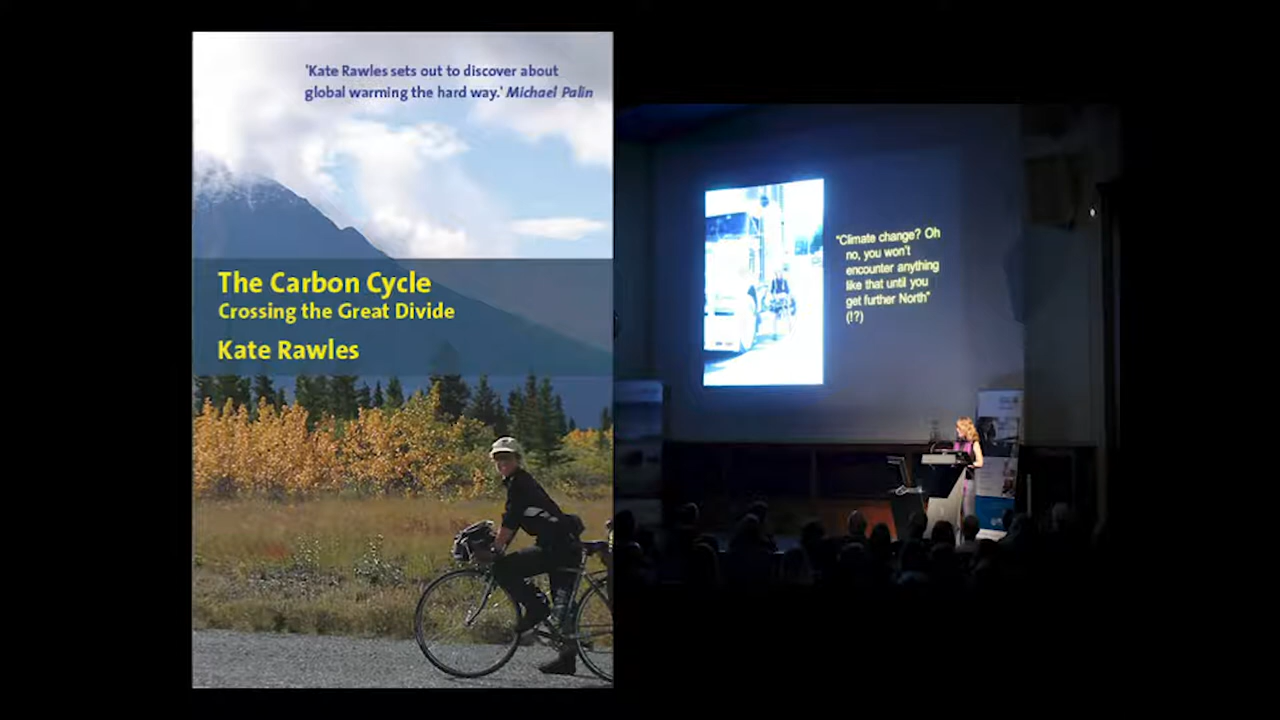 'Kate Rawles sets out to discover about
global warming the hard way.' Michael Palin
The Carbon Cycle
Crossing the Great Divide
Kate Rawles
"Climate change? Oh
no, you won't
encounter anything
like that until you
get further North"
(!?)